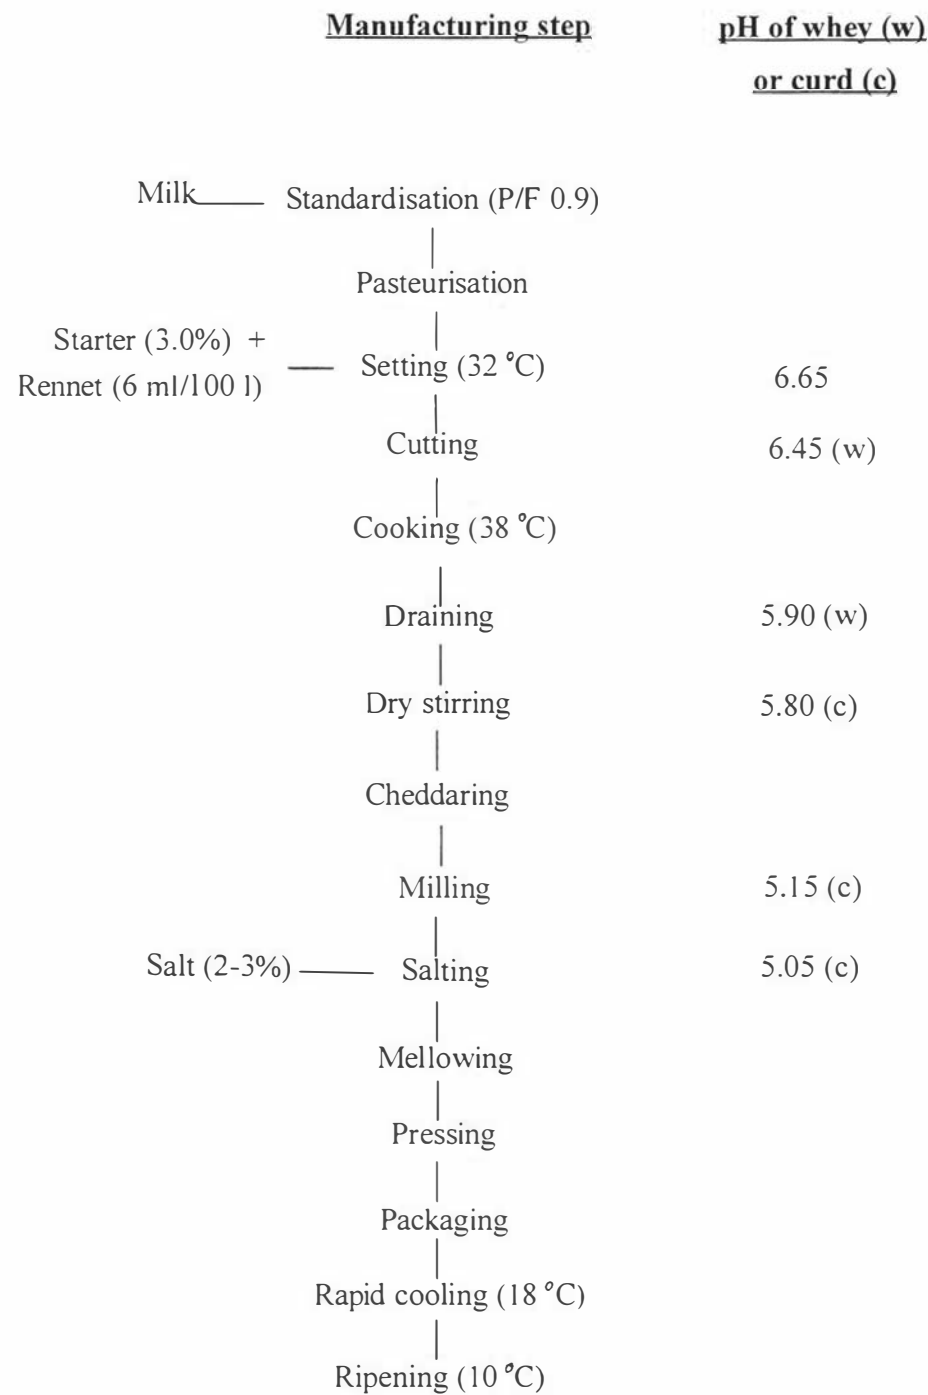 Manufacturing step pH of whey (w)
or curd (c)
Milk Standardisation (P/F 0.9)
Pasteurisation
Starter (3.0%) +
Rennet (6 ml/100 l) Setting (32 °C) 6.65
Cutting 6.45 (w)
Cooking (38 °C)
Draining 5.90 (w)
Dry stirring 5.80 (c)
Cheddaring
Milling 5.15 (c)
Salt (2-3%) Salting 5.05 (c)
Mellowing
Pressing
Packaging
Rapid cooling (18 °C)
Ripening (10 °C)